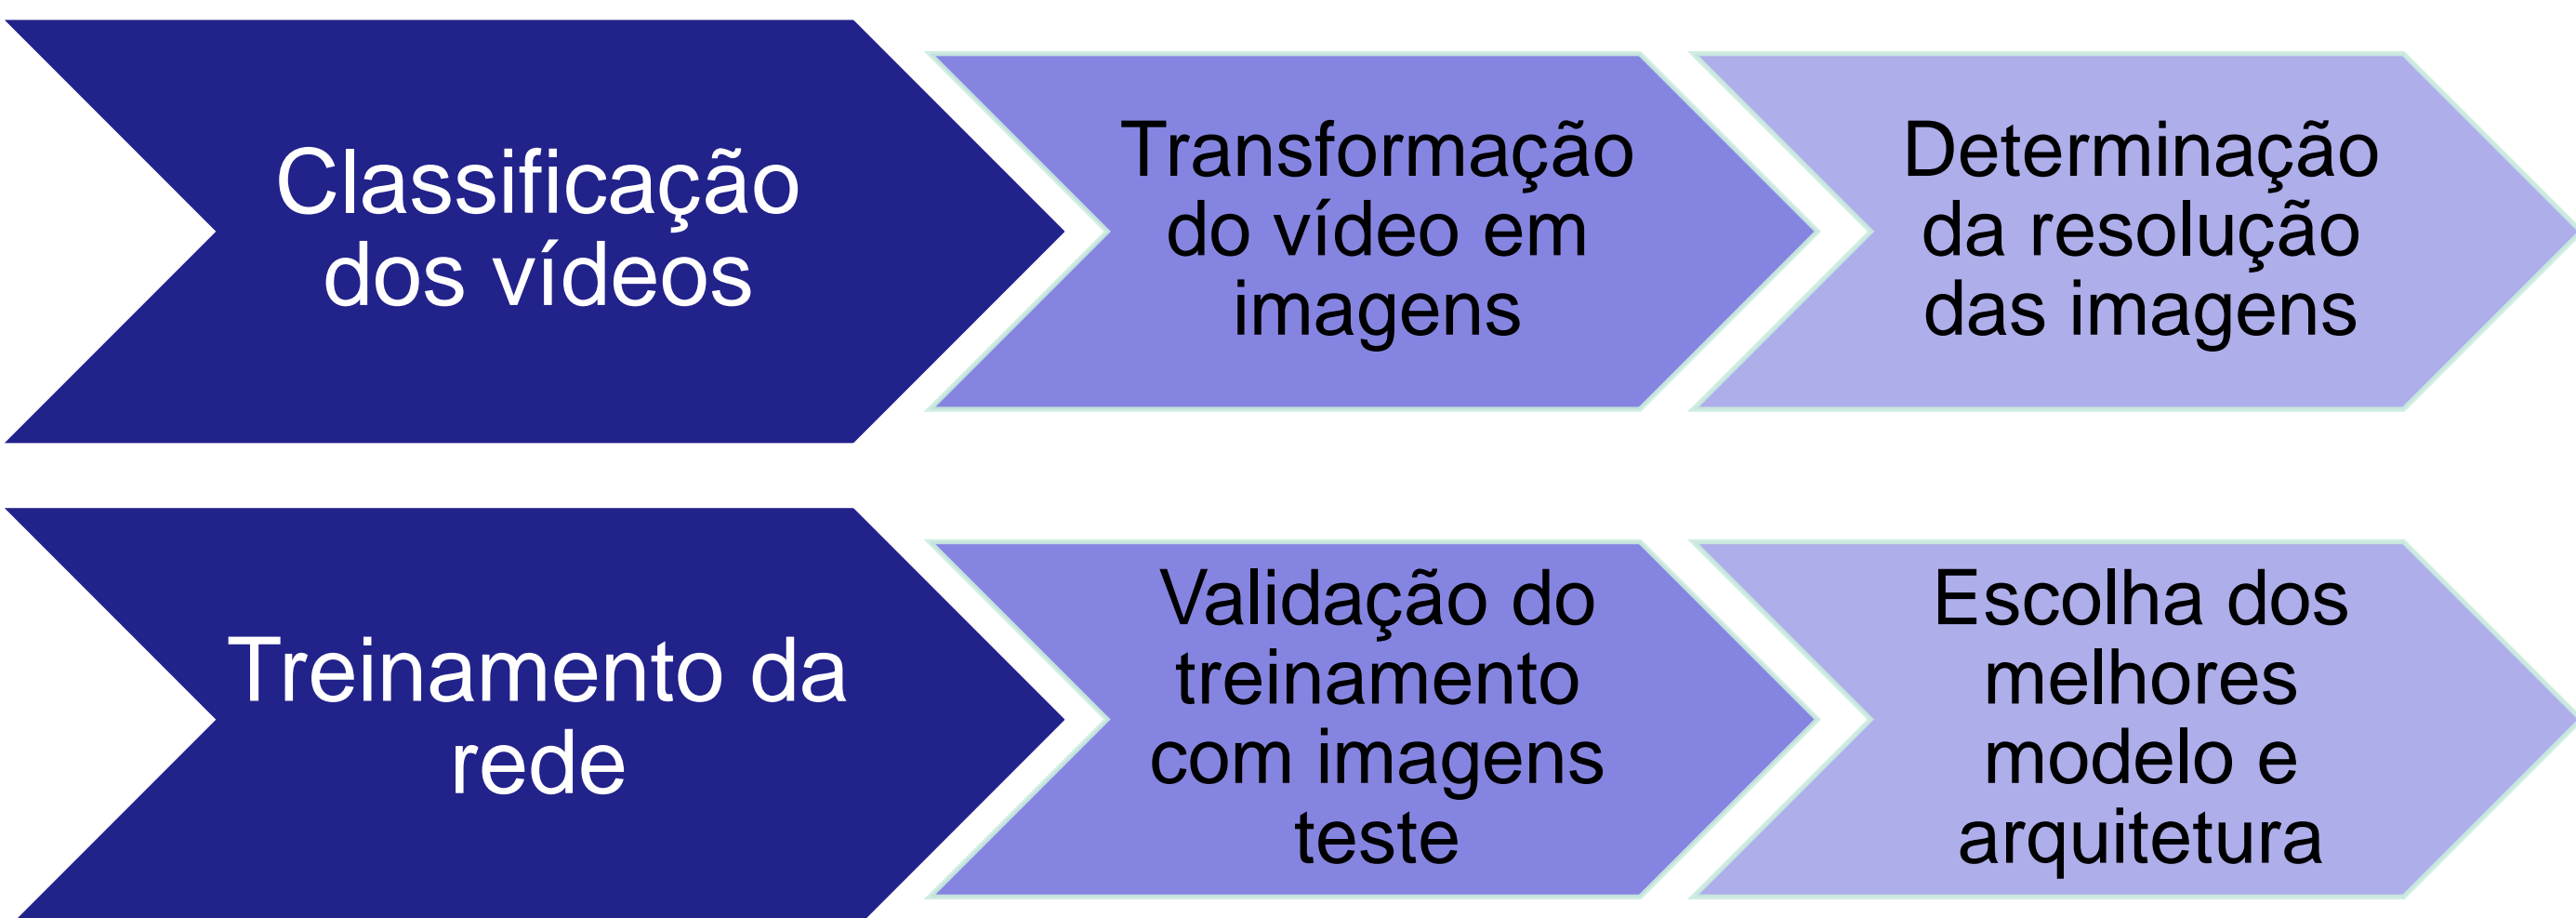 Classificação
dos vídeos
Transformação
do vídeo em
imagens
Determinação
da resolução
das imagens
Treinamento da
rede
Validação do
treinamento
com imagens
teste
Escolha dos
melhores
modelo e
arquitetura